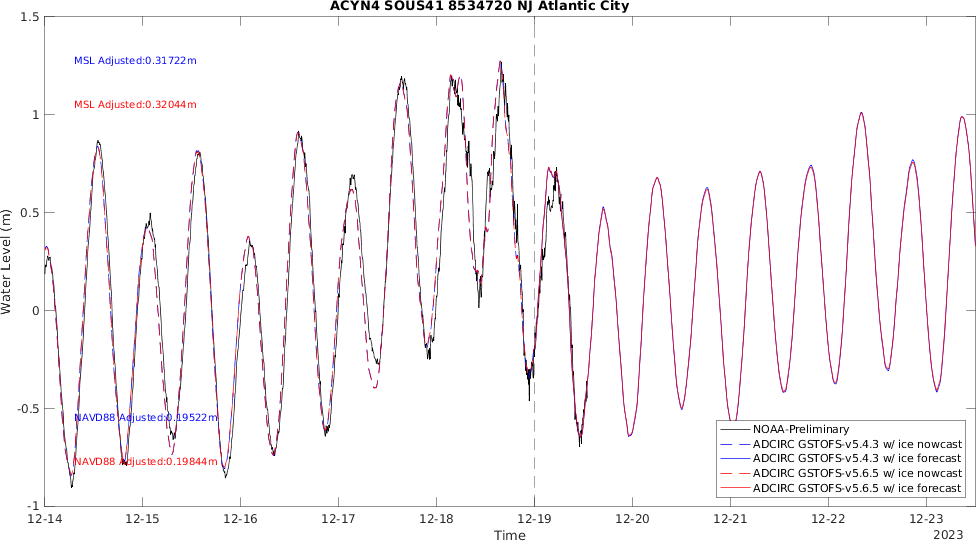 ACYN4 SOUS41 8534720 NJ Atlantic City
MSL Adjusted:0.31722m
MSL Adjusted:0.32044m
NAVD88 Adjusted:0.19522m
NAVD88 Adjusted:0.19844m
Water Level (m)
1.5
1
0.5
0
-0.5
-1
NOAA-Preliminary
ADCIRC GSTOFS-v5.4.3 w/ ice nowcast
ADCIRC GSTOFS-v5.4.3 w/ ice forecast
ADCIRC GSTOFS-v5.6.5 w/ ice nowcast
ADCIRC GSTOFS-v5.6.5 w/ ice forecast
12-14 12-15 12-16 12-17 12-18 12-19 12-20 12-21 12-22 12-23
Time
2023